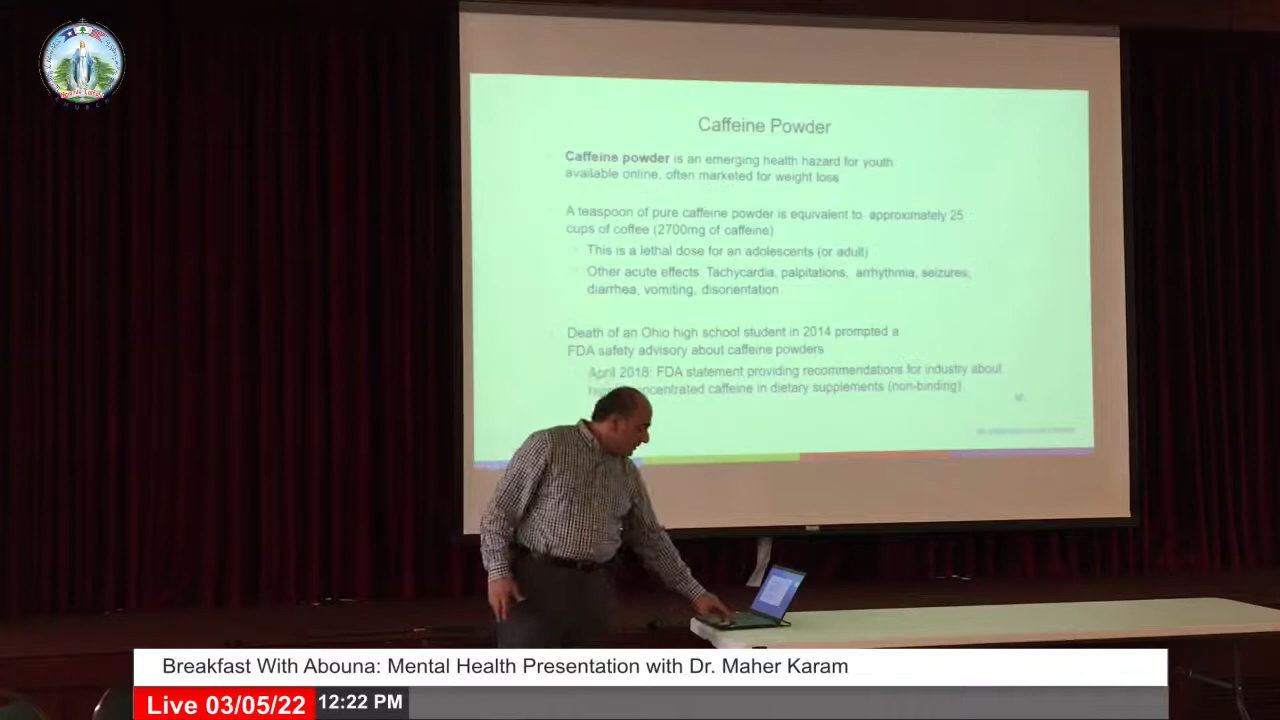 Caffeine Powder
Caffeine powder is an emerging health hazard for youth
available online, often marketed for weight loss
A teaspoon of pure caffeine powder is equivalent to approximately 25
cups of coffee (2700mg of caffeine)
This is a lethal dose for an adolescents (or adult)
Other acute effects: Tachycardia, palpitations, arrhythmia, seizures,
diarrhea, vomiting, disorientation
Death of an Ohio high school student in 2014 prompted a
FDA safety advisory about caffeine powders
April 2018: FDA statement providing recommendations for industry about
caffeine in dietary supplements (non-binding)
Breakfast With Abouna: Mental Health Presentation with Dr. Maher Karam
Live 03/05/22 12:22 PM